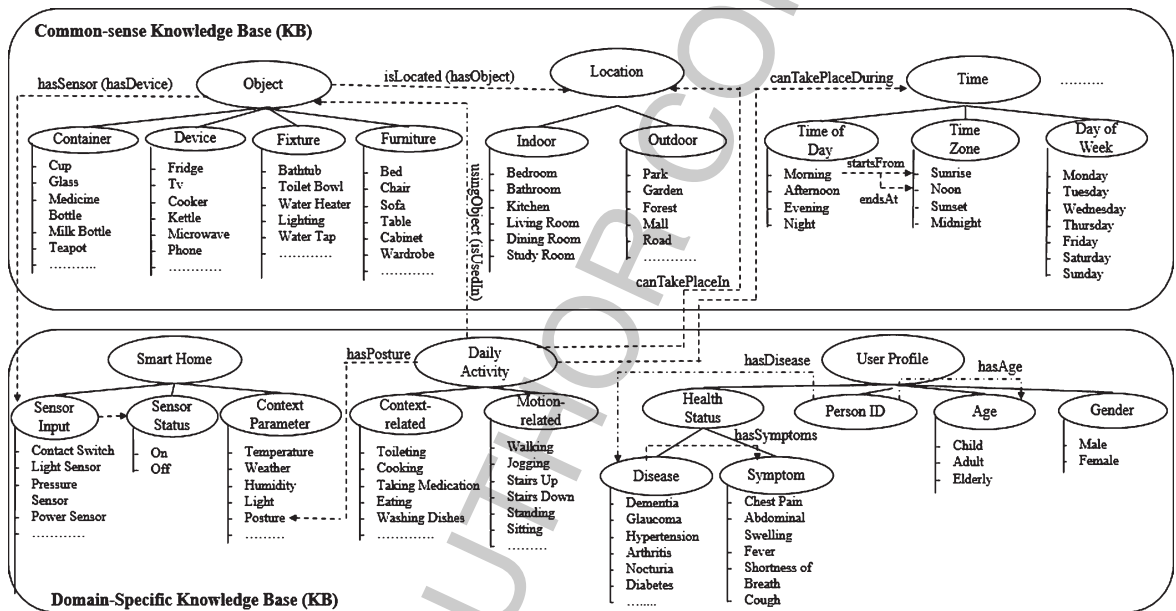 Common-sense Knowledge Base (KB)
hasSensor (hasDevice)
Object
isLocated (hasObject)
Location
canTakePlaceDuring
Time
...........
Container
Cup
Glass
Medicine
Bottle
Milk Bottle
Teapot
...........
Device
Fridge
Tv
Cooker
Kettle
Microwave
Phone
...........
Fixture
Bathtub
Toilet Bowl
Water Heater
Lighting
Water Tap
...........
Furniture
Bed
Chair
Sofa
Table
Cabinet
Wardrobe
...........
usingObject (isUsedIn)
Indoor
Bedroom
Bathroom
Kitchen
Living Room
Dining Room
Study Room
Outdoor
Park
Garden
Forest
Mall
Road
...........
canTakePlaceIn
Time of
Day
Morning
Afternoon
Evening
Night
startsFrom
endsAt
Time
Zone
Sunrise
Noon
Sunset
Midnight
Day of
Week
Monday
Tuesday
Wednesday
Thursday
Friday
Saturday
Sunday
Smart Home
hasPosture
Daily
Activity
hasDisease
User Profile
hasAge
Sensor
Input
Contact Switch
Light Sensor
Pressure
Sensor
Power Sensor
...........
Sensor
Status
On
Off
Context
Parameter
Temperature
Weather
Humidity
Light
Posture
...........
Context-
related
Toileting
Cooking
Taking Medication
Eating
Washing Dishes
...........
Motion-
related
Walking
Jogging
Stairs Up
Stairs Down
Standing
Sitting
...........
Health
Status
hasSymptoms
Disease
Dementia
Glaucoma
Hypertension
Arthritis
Nocturia
Diabetes
...........
Symptom
Chest Pain
Abdominal
Swelling
Fever
Shortness of
Breath
Cough
Person ID
Age
Child
Adult
Elderly
Gender
Male
Female
Domain-Specific Knowledge Base (KB)
UTHOR CO